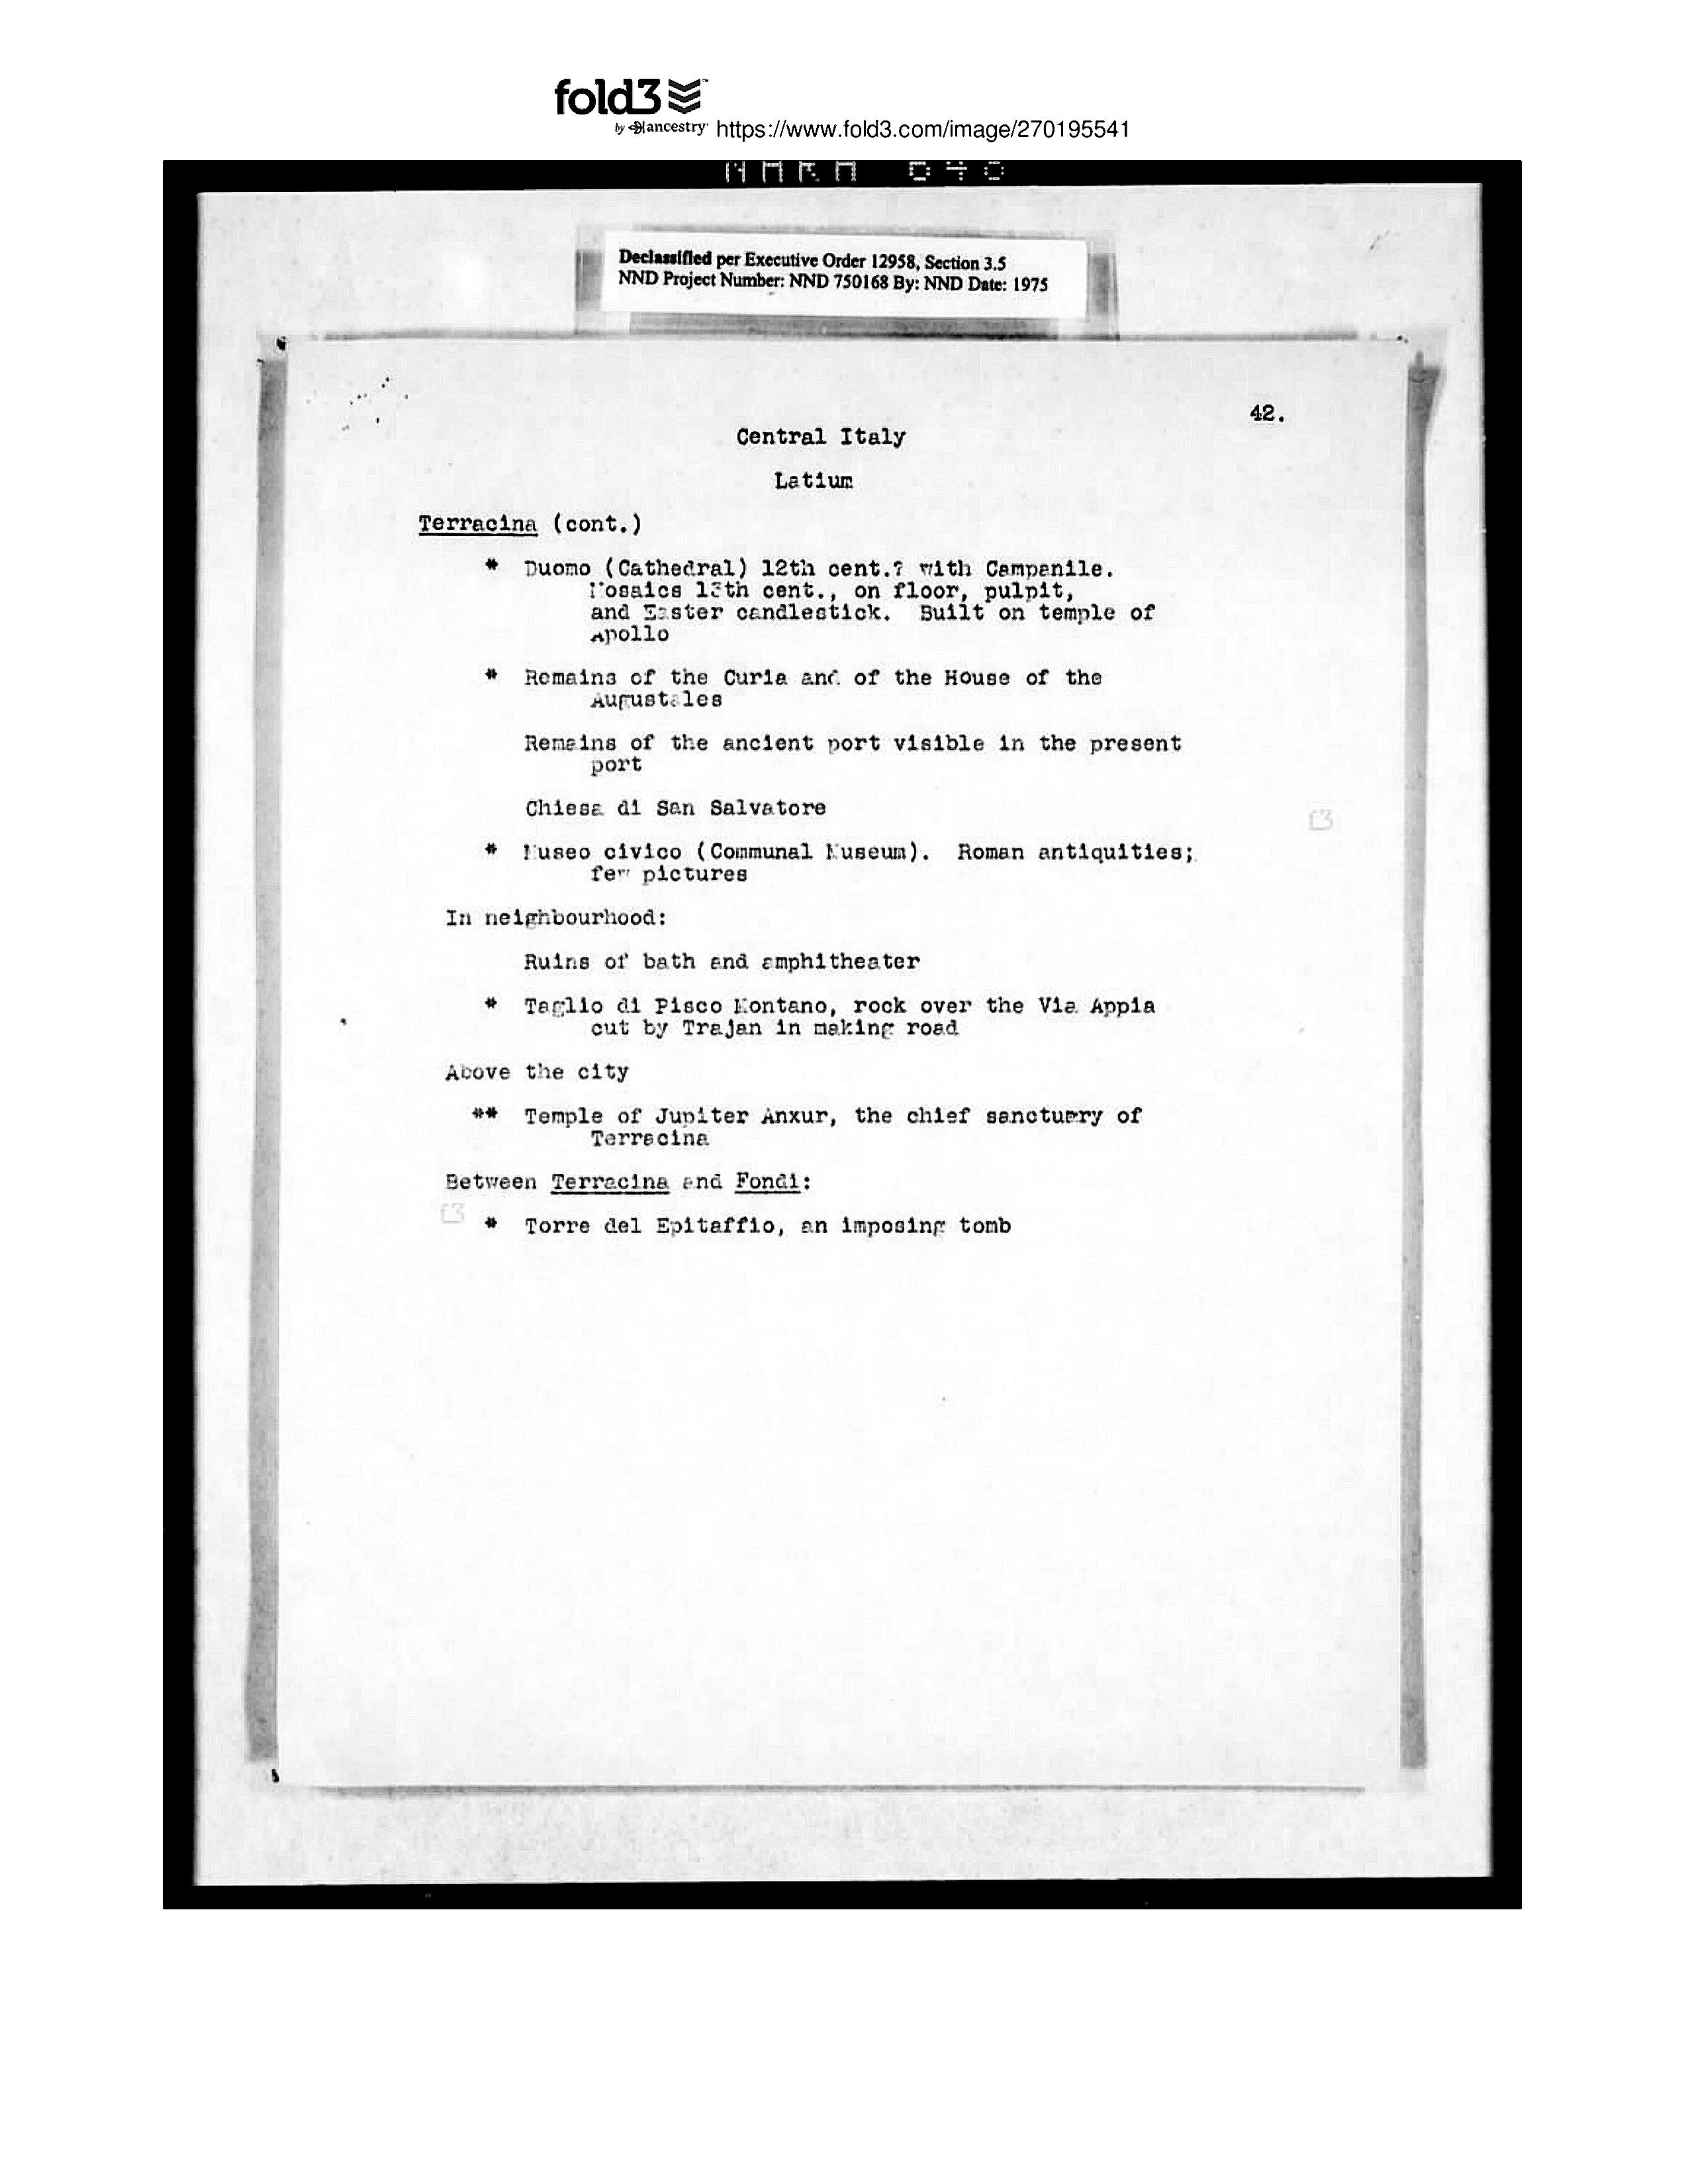 fold3
by ancestry https://www.fold3.com/image/270195541
Declassified per Executive Order 12958, Section 3.5
NND Project Number: NND 750168 By: NND Date: 1975
42.
Central Italy
Latium
Terracina (cont.)
* Duomo (Cathedral) 12th cent.? with Campanile.
Mosaics 13th cent., on floor, pulpit,
and Easter candlestick. Built on temple of
Apollo
* Remains of the Curia and of the House of the
Augustales
Remains of the ancient port visible in the present
port
Chiesa di San Salvatore
* Museo civico (Communal Museum). Roman antiquities;
few pictures
In neighbourhood:
Ruins of bath and amphitheater
* Taglio di Pisco Montano, rock over the Via Appia
cut by Trajan in making road
Above the city
** Temple of Jupiter Anxur, the chief sanctuary of
Terracina
Between Terracina and Fondi:
* Torre del Epitaffio, an imposing tomb